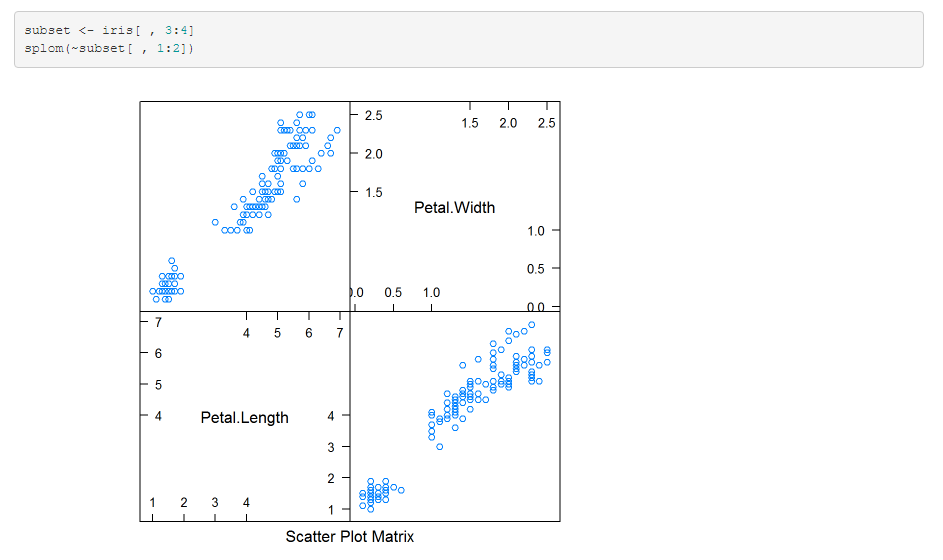 subset <- iris[ , 3:4]
splom(~subset[ , 1:2])
2.5 1.5 2.0 2.5
2.0
1.5
Petal.Width
1.0
0.5
0.0 0.5 1.0
0.0
7 4 5 6 7
6
5
4 Petal.Length 4
3
2
1 2 3 4
1
Scatter Plot Matrix